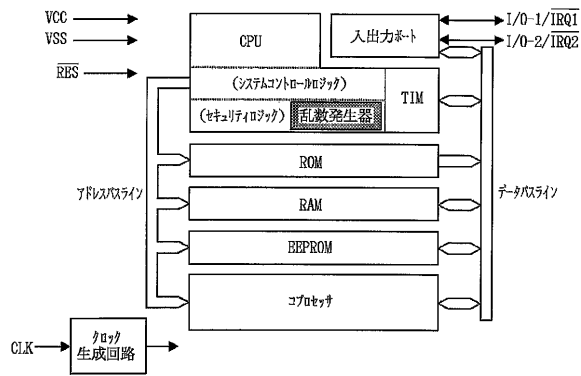 VCC
VSS
RES
CPU
入出力ポート
I/O-1/IRQ1
I/O-2/IRQ2
(システムコントロールロジック)
TIM
(セキュリティロジック)
乱数発生器
ROM
アドレスバスライン
RAM
データバスライン
EEPROM
コプロセッサ
CLK
クロック
生成回路